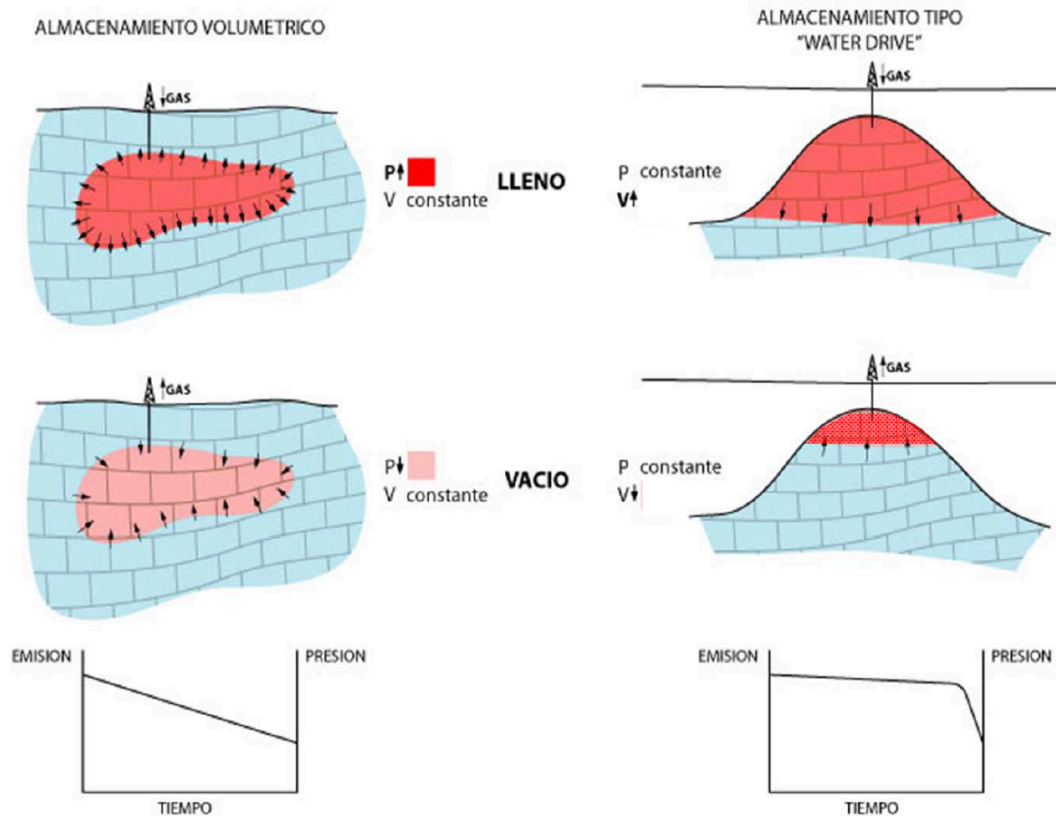 ALMACENAMIENTO VOLUMETRICO
ALMACENAMIENTO TIPO
"WATER DRIVE"
GAS
P
V constante
LLENO
GAS
P constante
V
GAS
P
V constante
VACIO
GAS
P constante
V
EMISION
PRESION
TIEMPO
EMISION
PRESION
TIEMPO